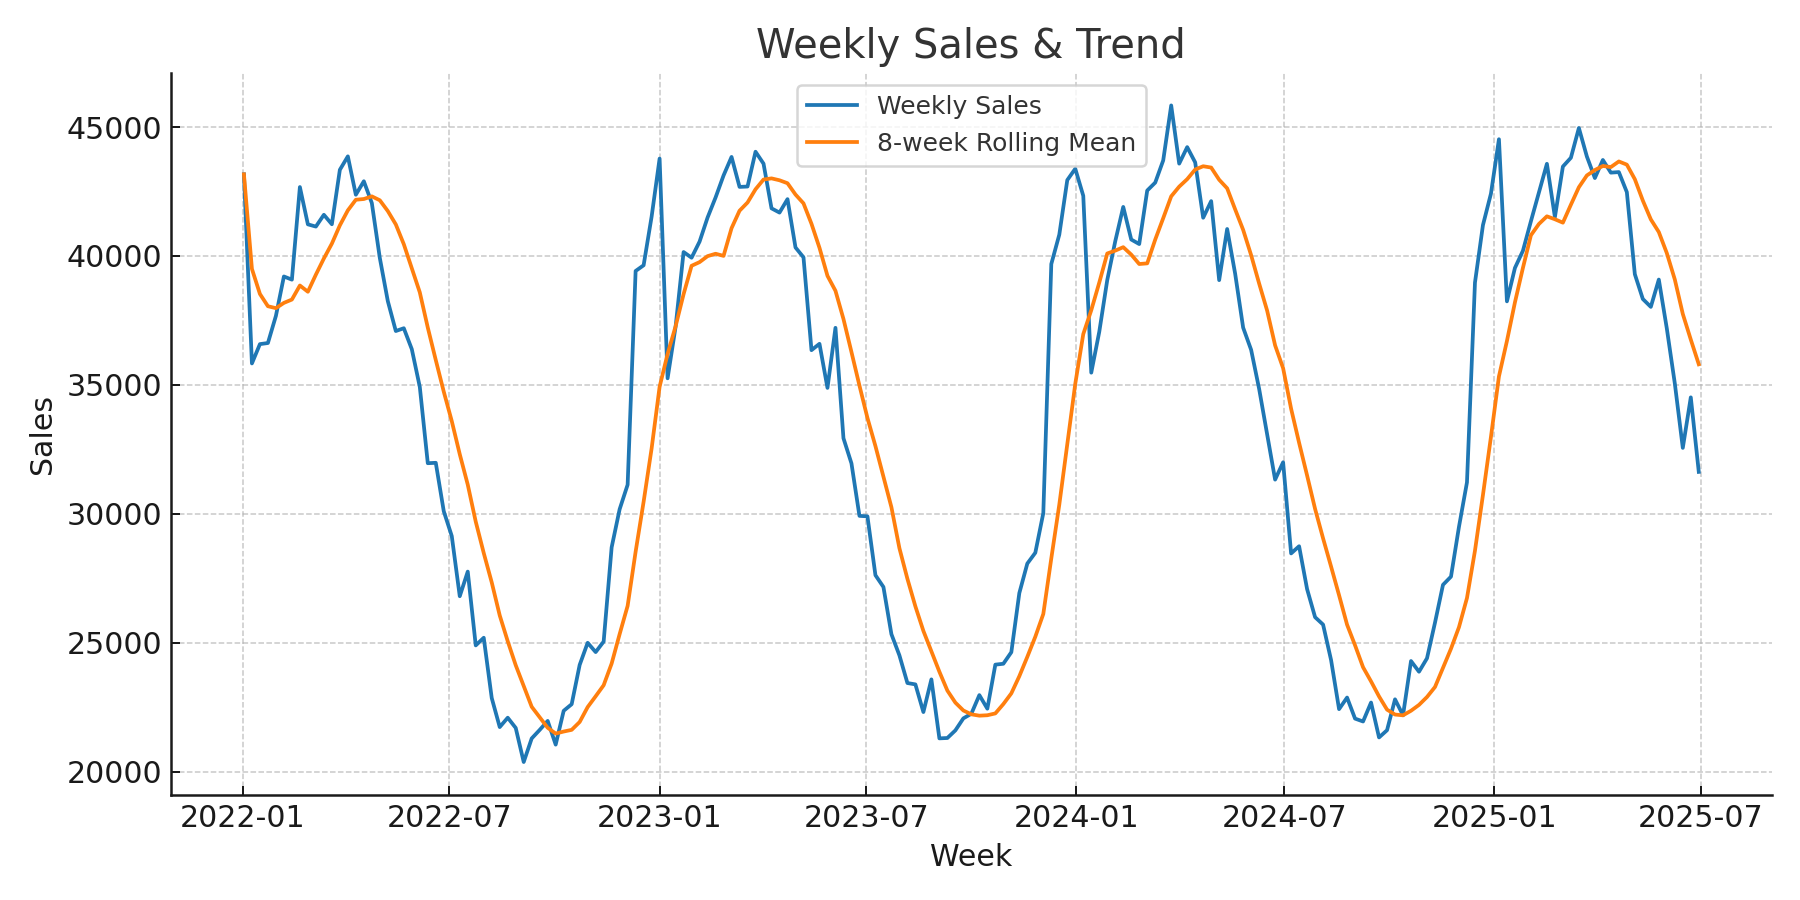 Weekly Sales & Trend
Weekly Sales
8-week Rolling Mean
45000
40000
35000
30000
25000
20000
Sales
2022-01 2022-07 2023-01 2023-07 2024-01 2024-07 2025-01 2025-07
Week